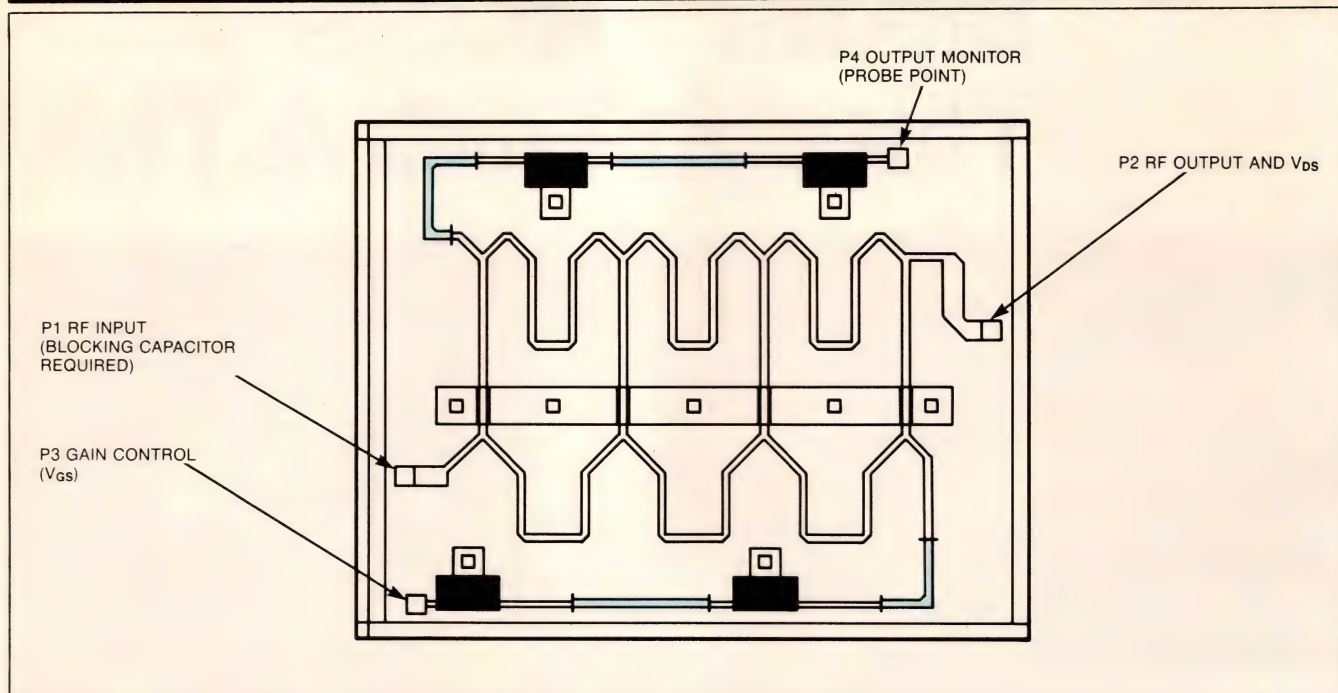 P4 OUTPUT MONITOR
(PROBE POINT)
P2 RF OUTPUT AND VDS
P1 RF INPUT
(BLOCKING CAPACITOR
REQUIRED)
P3 GAIN CONTROL
(VGS)